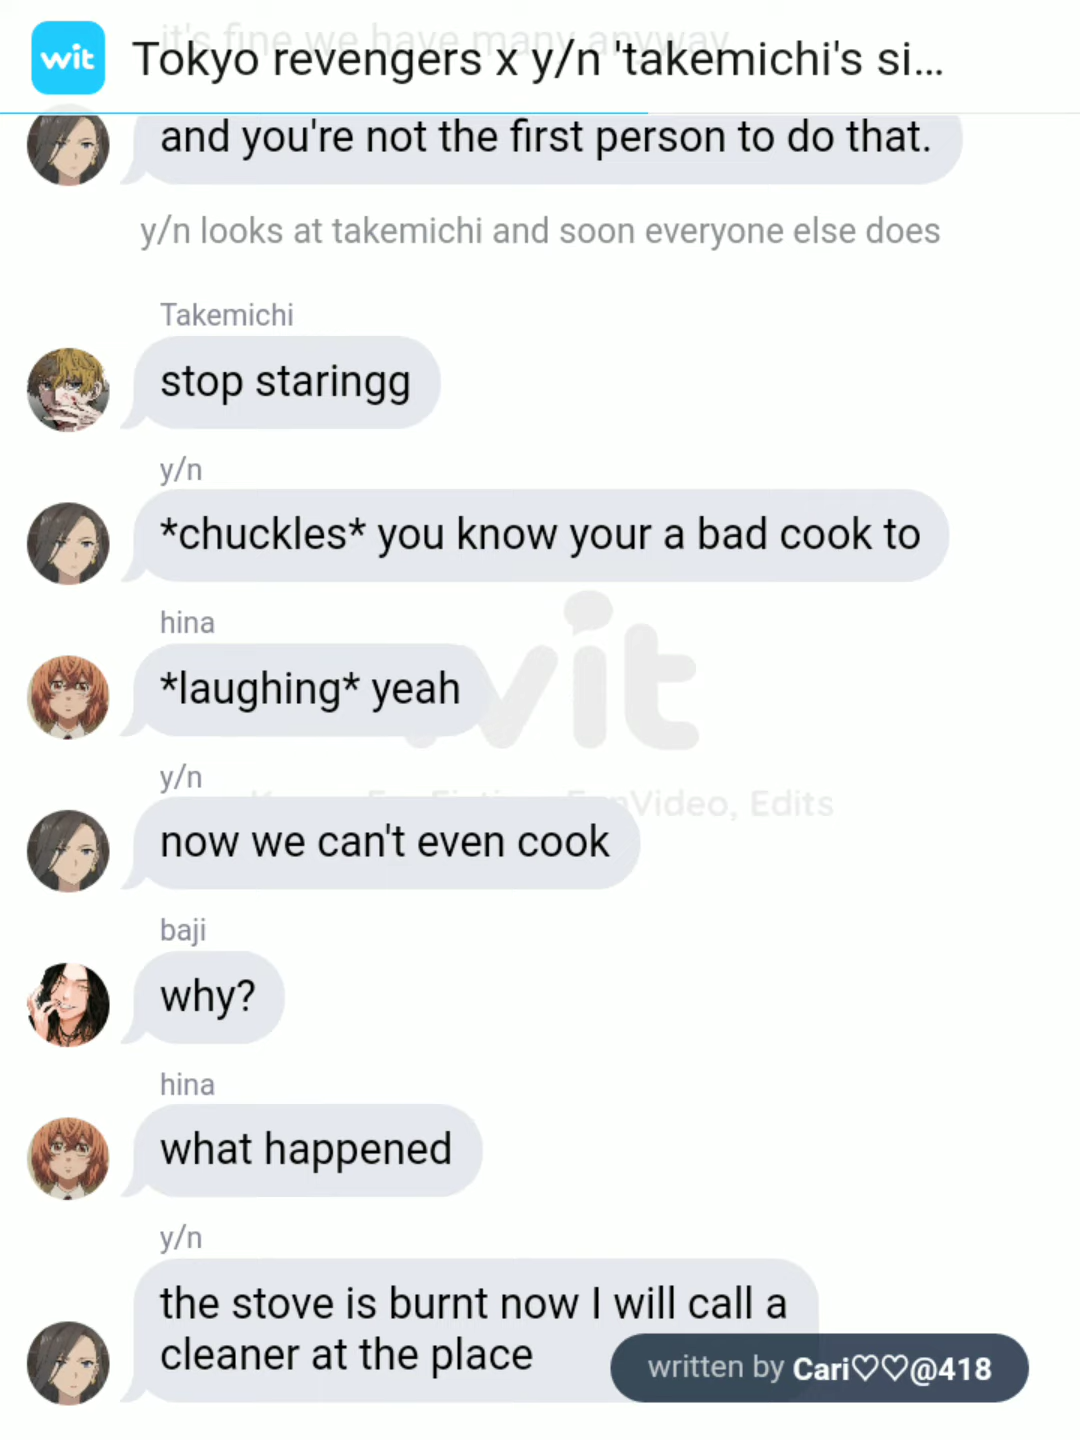 it's fine we have many anyway
wit
Tokyo revengers x y/n 'takemichi's si...
and you're not the first person to do that.
y/n looks at takemichi and soon everyone else does
Takemichi
stop staringg
y/n
*chuckles* you know your a bad cook to
hina
*laughing* yeah
wit
y/n
FanVideo, Edits
now we can't even cook
baji
why?
hina
what happened
y/n
the stove is burnt now I will call a
cleaner at the place
written by Cari♡♡@418